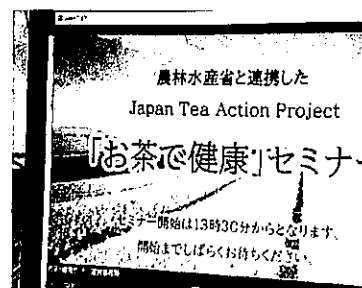 農林水産省と連携した
Japan Tea Action Project
「お茶で健康」セミナー
セミナー開始は13時30分からとなります。
開始までしばらくお待ちください